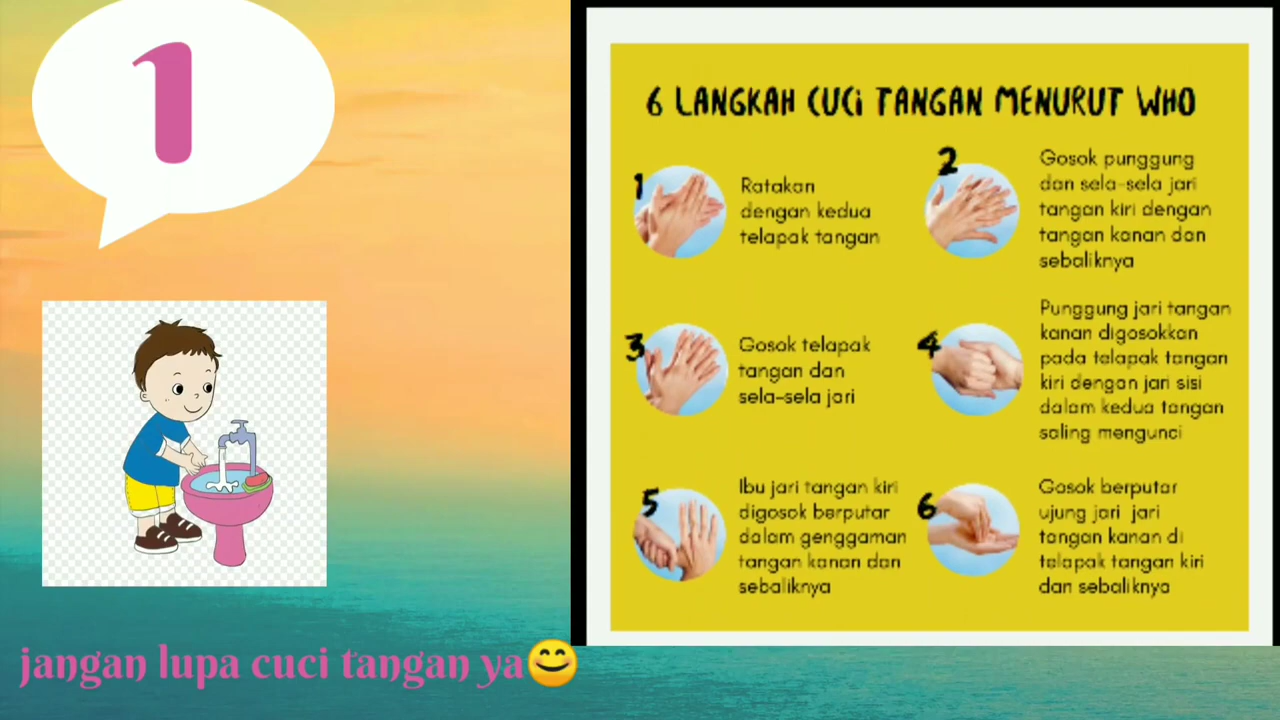 1
jangan lupa cuci tangan ya😊
6 LANGKAH CUCi TANGAN MENURUT WHO
1
Ratakan
dengan kedua
telapak tangan
2
Gosok punggung
dan sela-sela jari
tangan kiri dengan
tangan kanan dan
sebaliknya
3
Gosok telapak
tangan dan
sela-sela jari
4
Punggung jari tangan
kanan digosokkan
pada telapak tangan
kiri dengan jari sisi
dalam kedua tangan
saling mengunci
5
Ibu jari tangan kiri
digosok berputar
dalam genggaman
tangan kanan dan
sebaliknya
6
Gosok berputar
ujung jari jari
tangan kanan di
telapak tangan kiri
dan sebaliknya